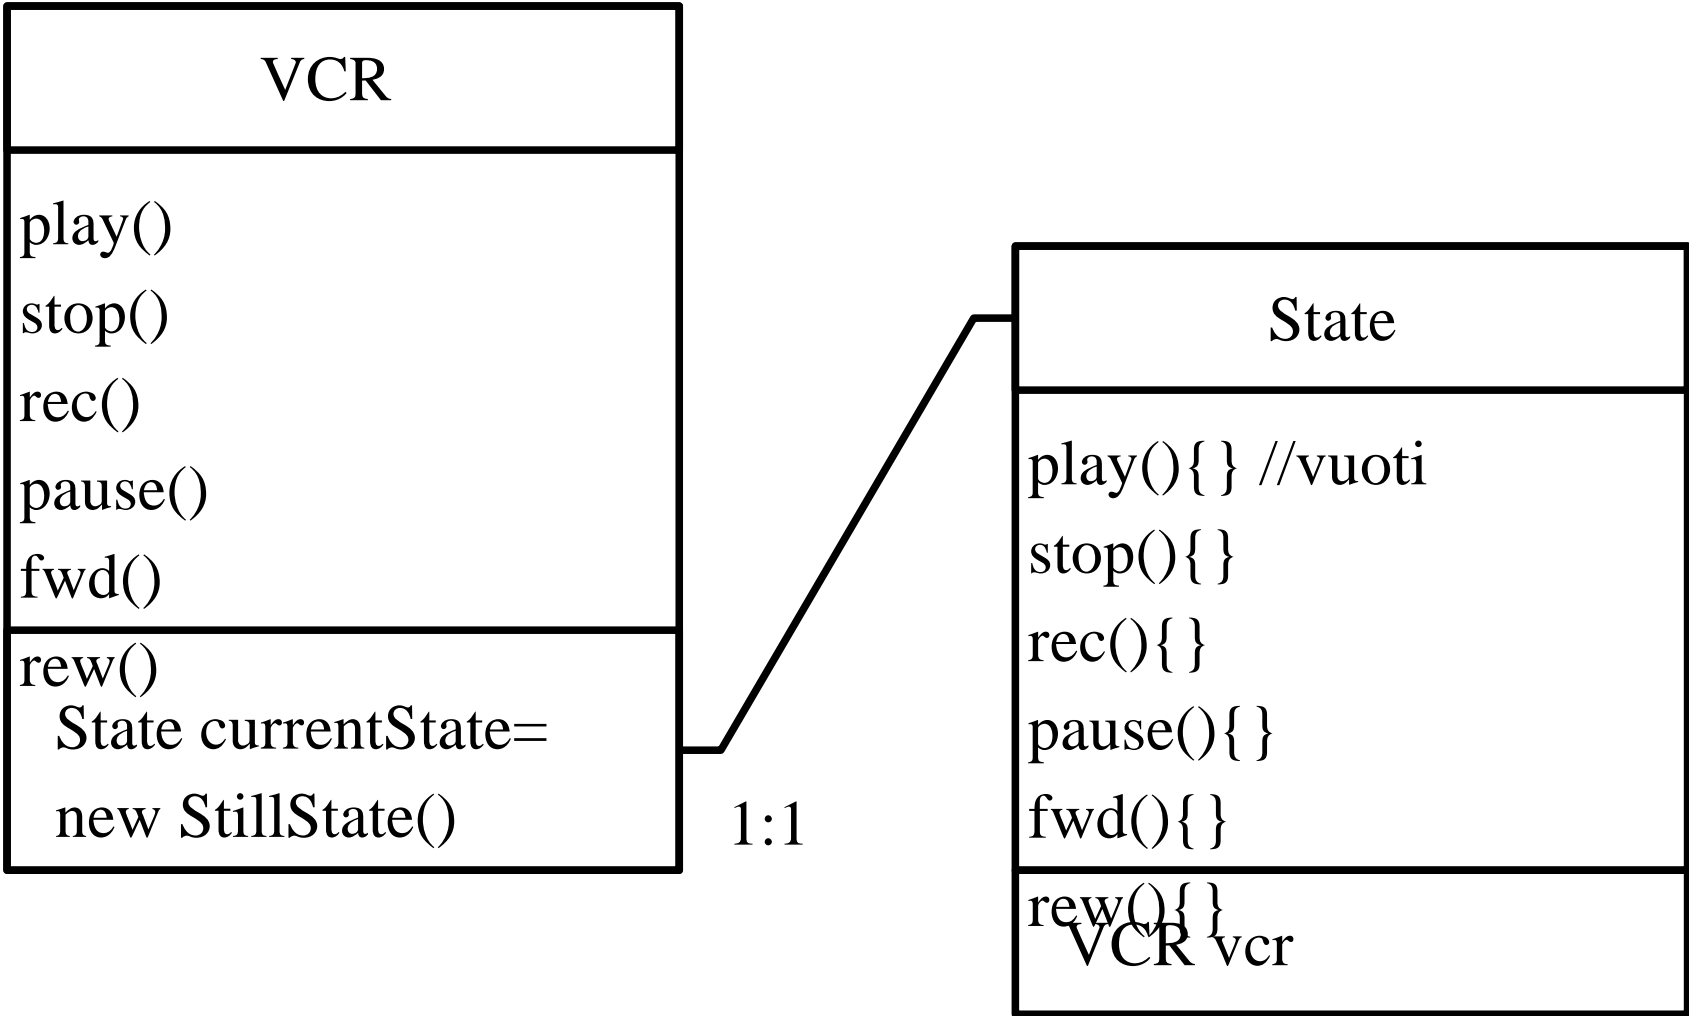 VCR
play()
stop()
rec()
pause()
fwd()
rew()
State currentState=
new StillState()
1:1
State
play(){} //vuoti
stop(){}
rec(){}
pause(){}
fwd(){}
rew(){}
VCR vcr